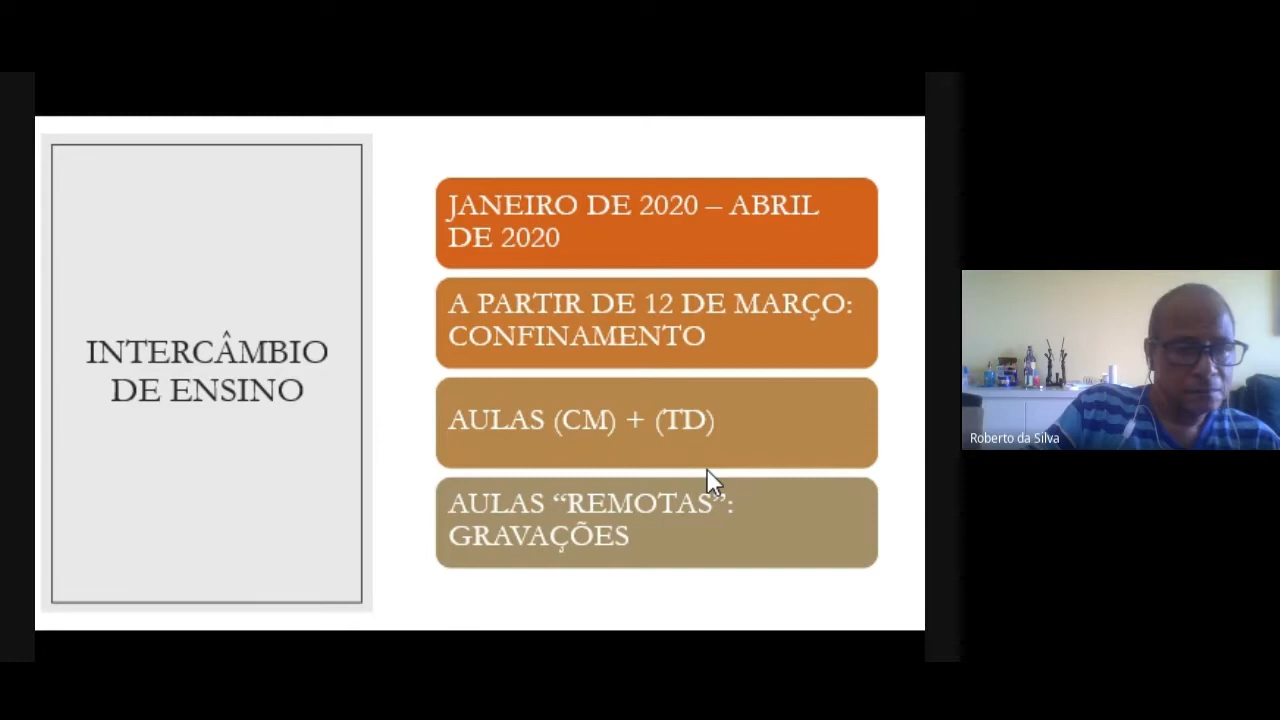 INTERCÂMBIO
DE ENSINO
JANEIRO DE 2020 – ABRIL
DE 2020
A PARTIR DE 12 DE MARÇO:
CONFINAMENTO
AULAS (CM) + (TD)
AULAS “REMOTAS”:
GRAVAÇÕES
Roberto da Silva